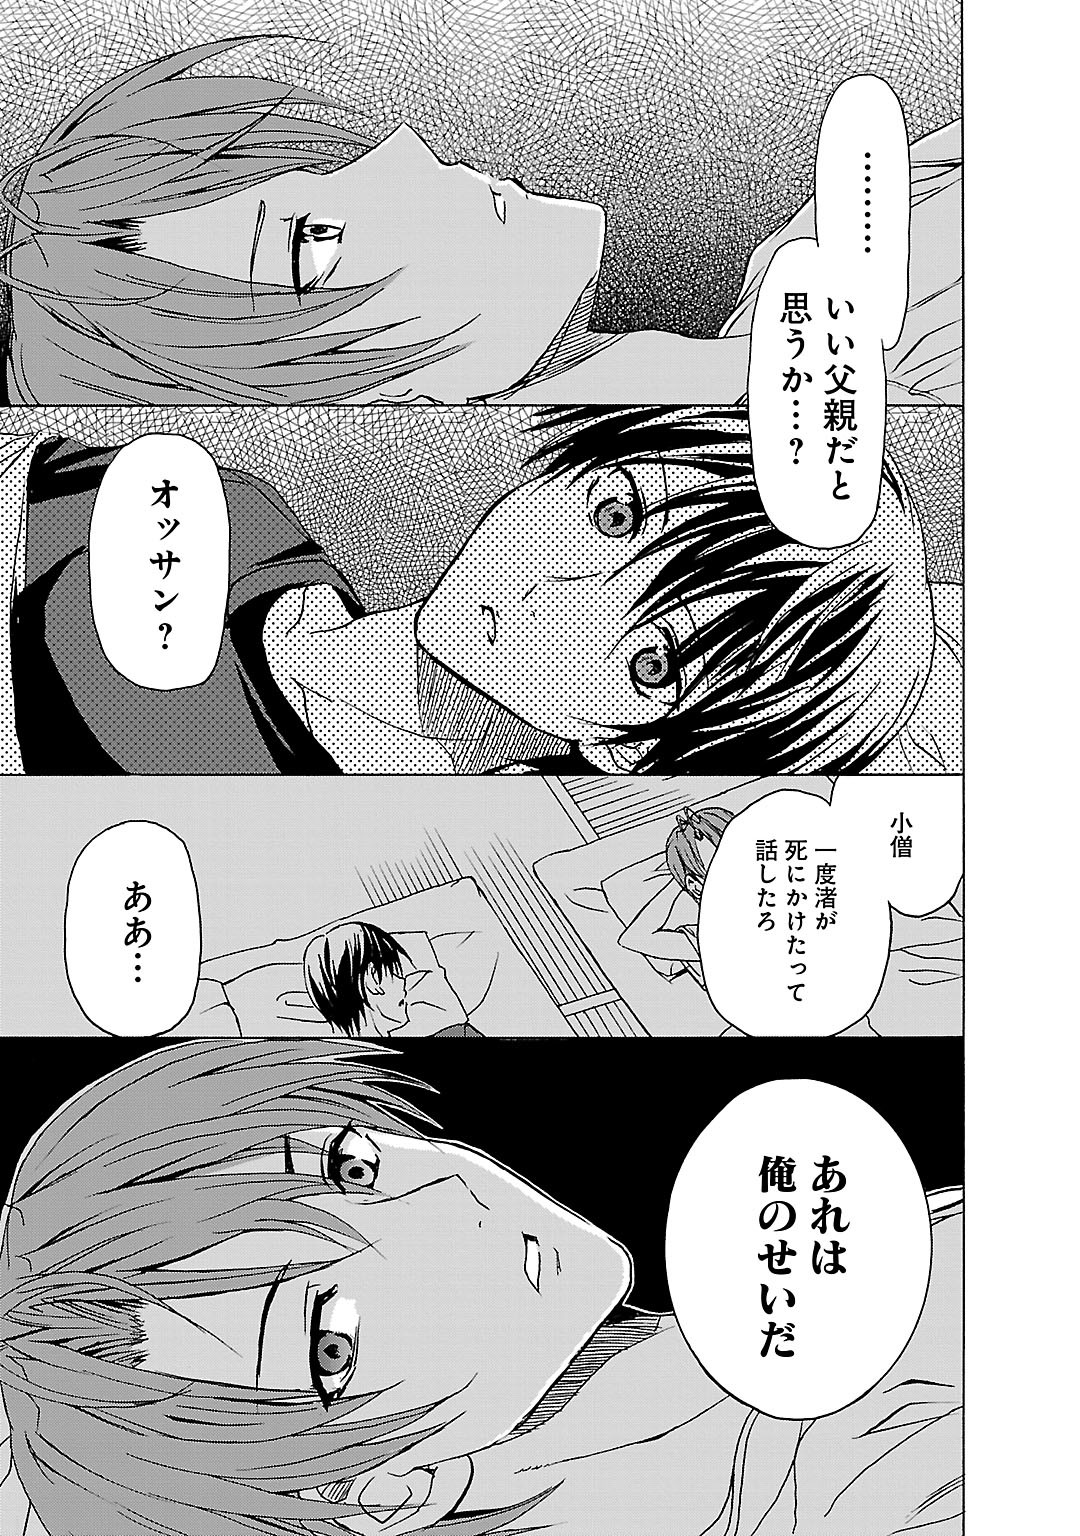 ………
いい父親だと
思うか…?
オッサン?
小僧
一度渚が
死にかけたって
話したろ
ああ…
あれは
俺のせいだ